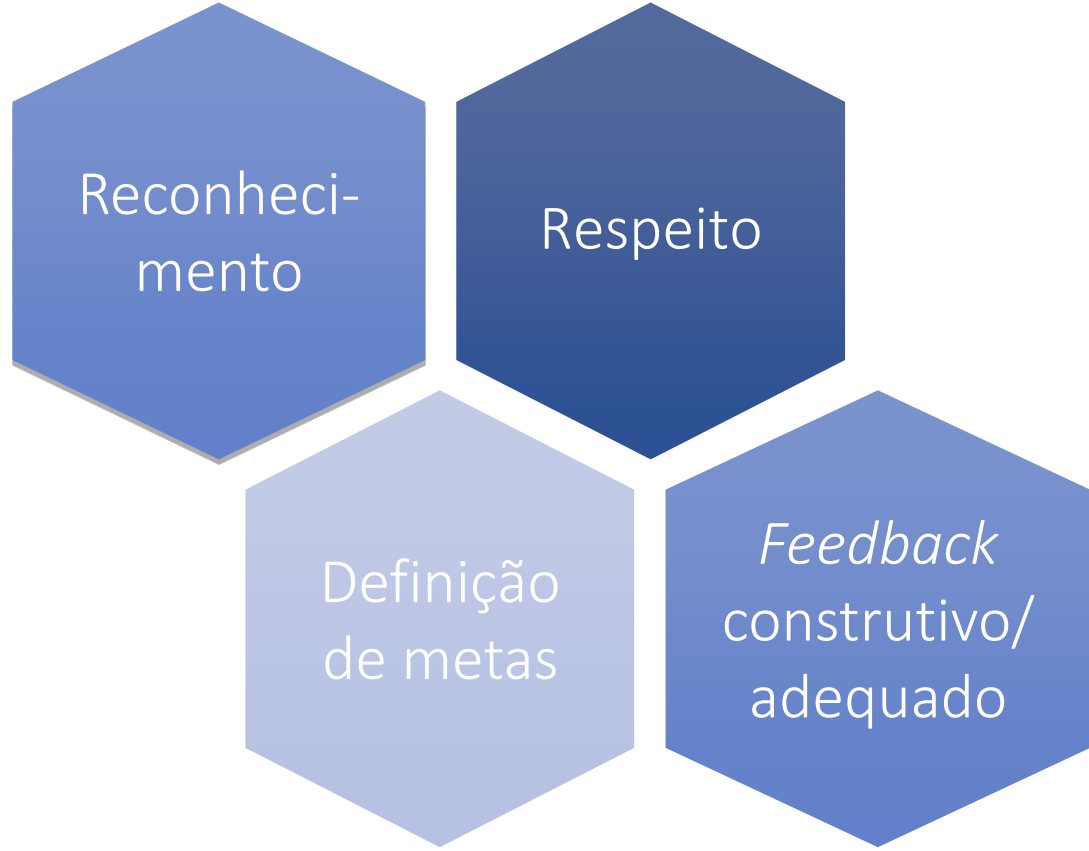 Reconheci-
mento
Respeito
Definição
de metas
Feedback
construtivo/
adequado